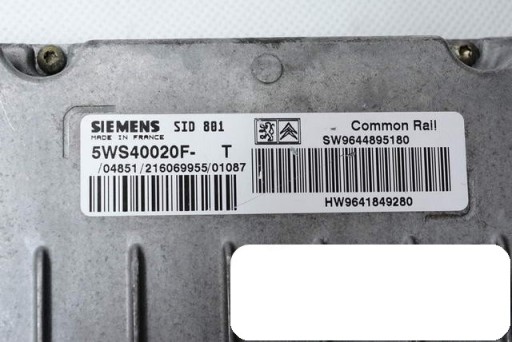 SIEMENS SID 801
MADE IN FRANCE
5WS40020F- T
/04851/216069955/01087
Common Rail
SW9644895180
HW9641849280